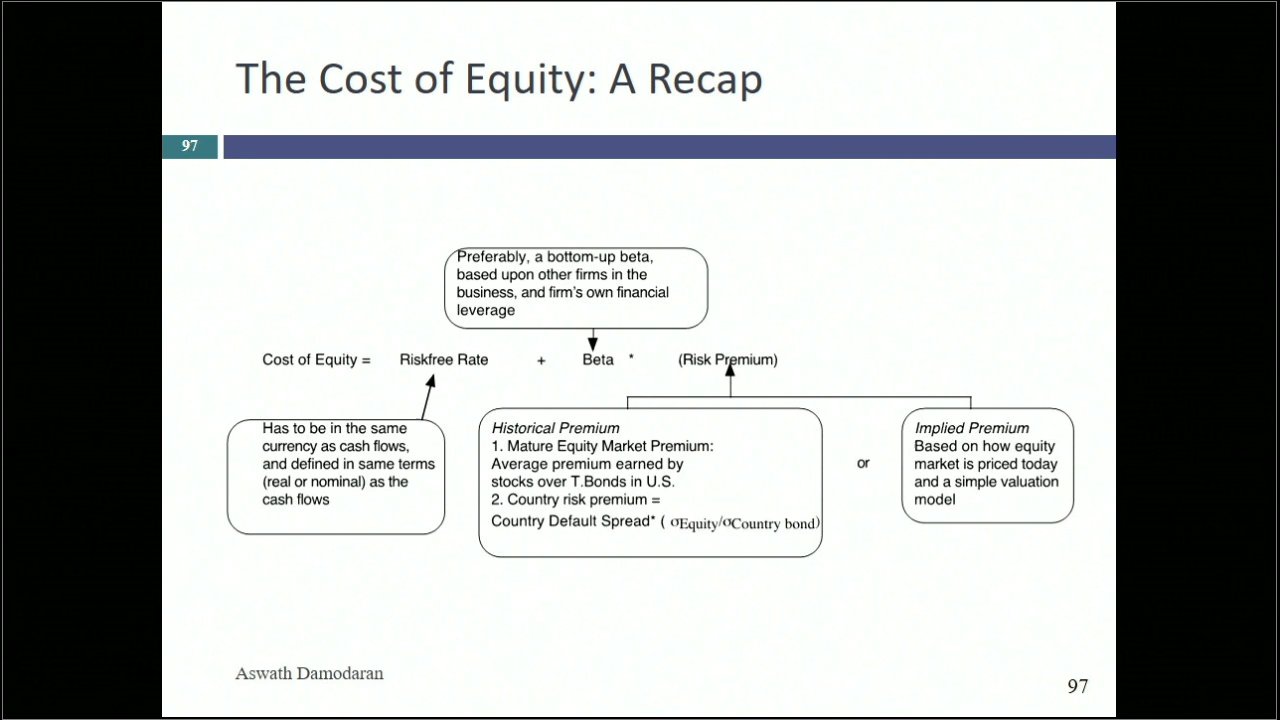 The Cost of Equity: A Recap
97
Preferably, a bottom-up beta,
based upon other firms in the
business, and firm's own financial
leverage
Cost of Equity = Riskfree Rate + Beta * (Risk Premium)
Has to be in the same
currency as cash flows,
and defined in same terms
(real or nominal) as the
cash flows
Historical Premium
1. Mature Equity Market Premium:
Average premium earned by
stocks over T.Bonds in U.S.
2. Country risk premium =
Country Default Spread* ( σEquity/σCountry bond)
or
Implied Premium
Based on how equity
market is priced today
and a simple valuation
model
Aswath Damodaran
97